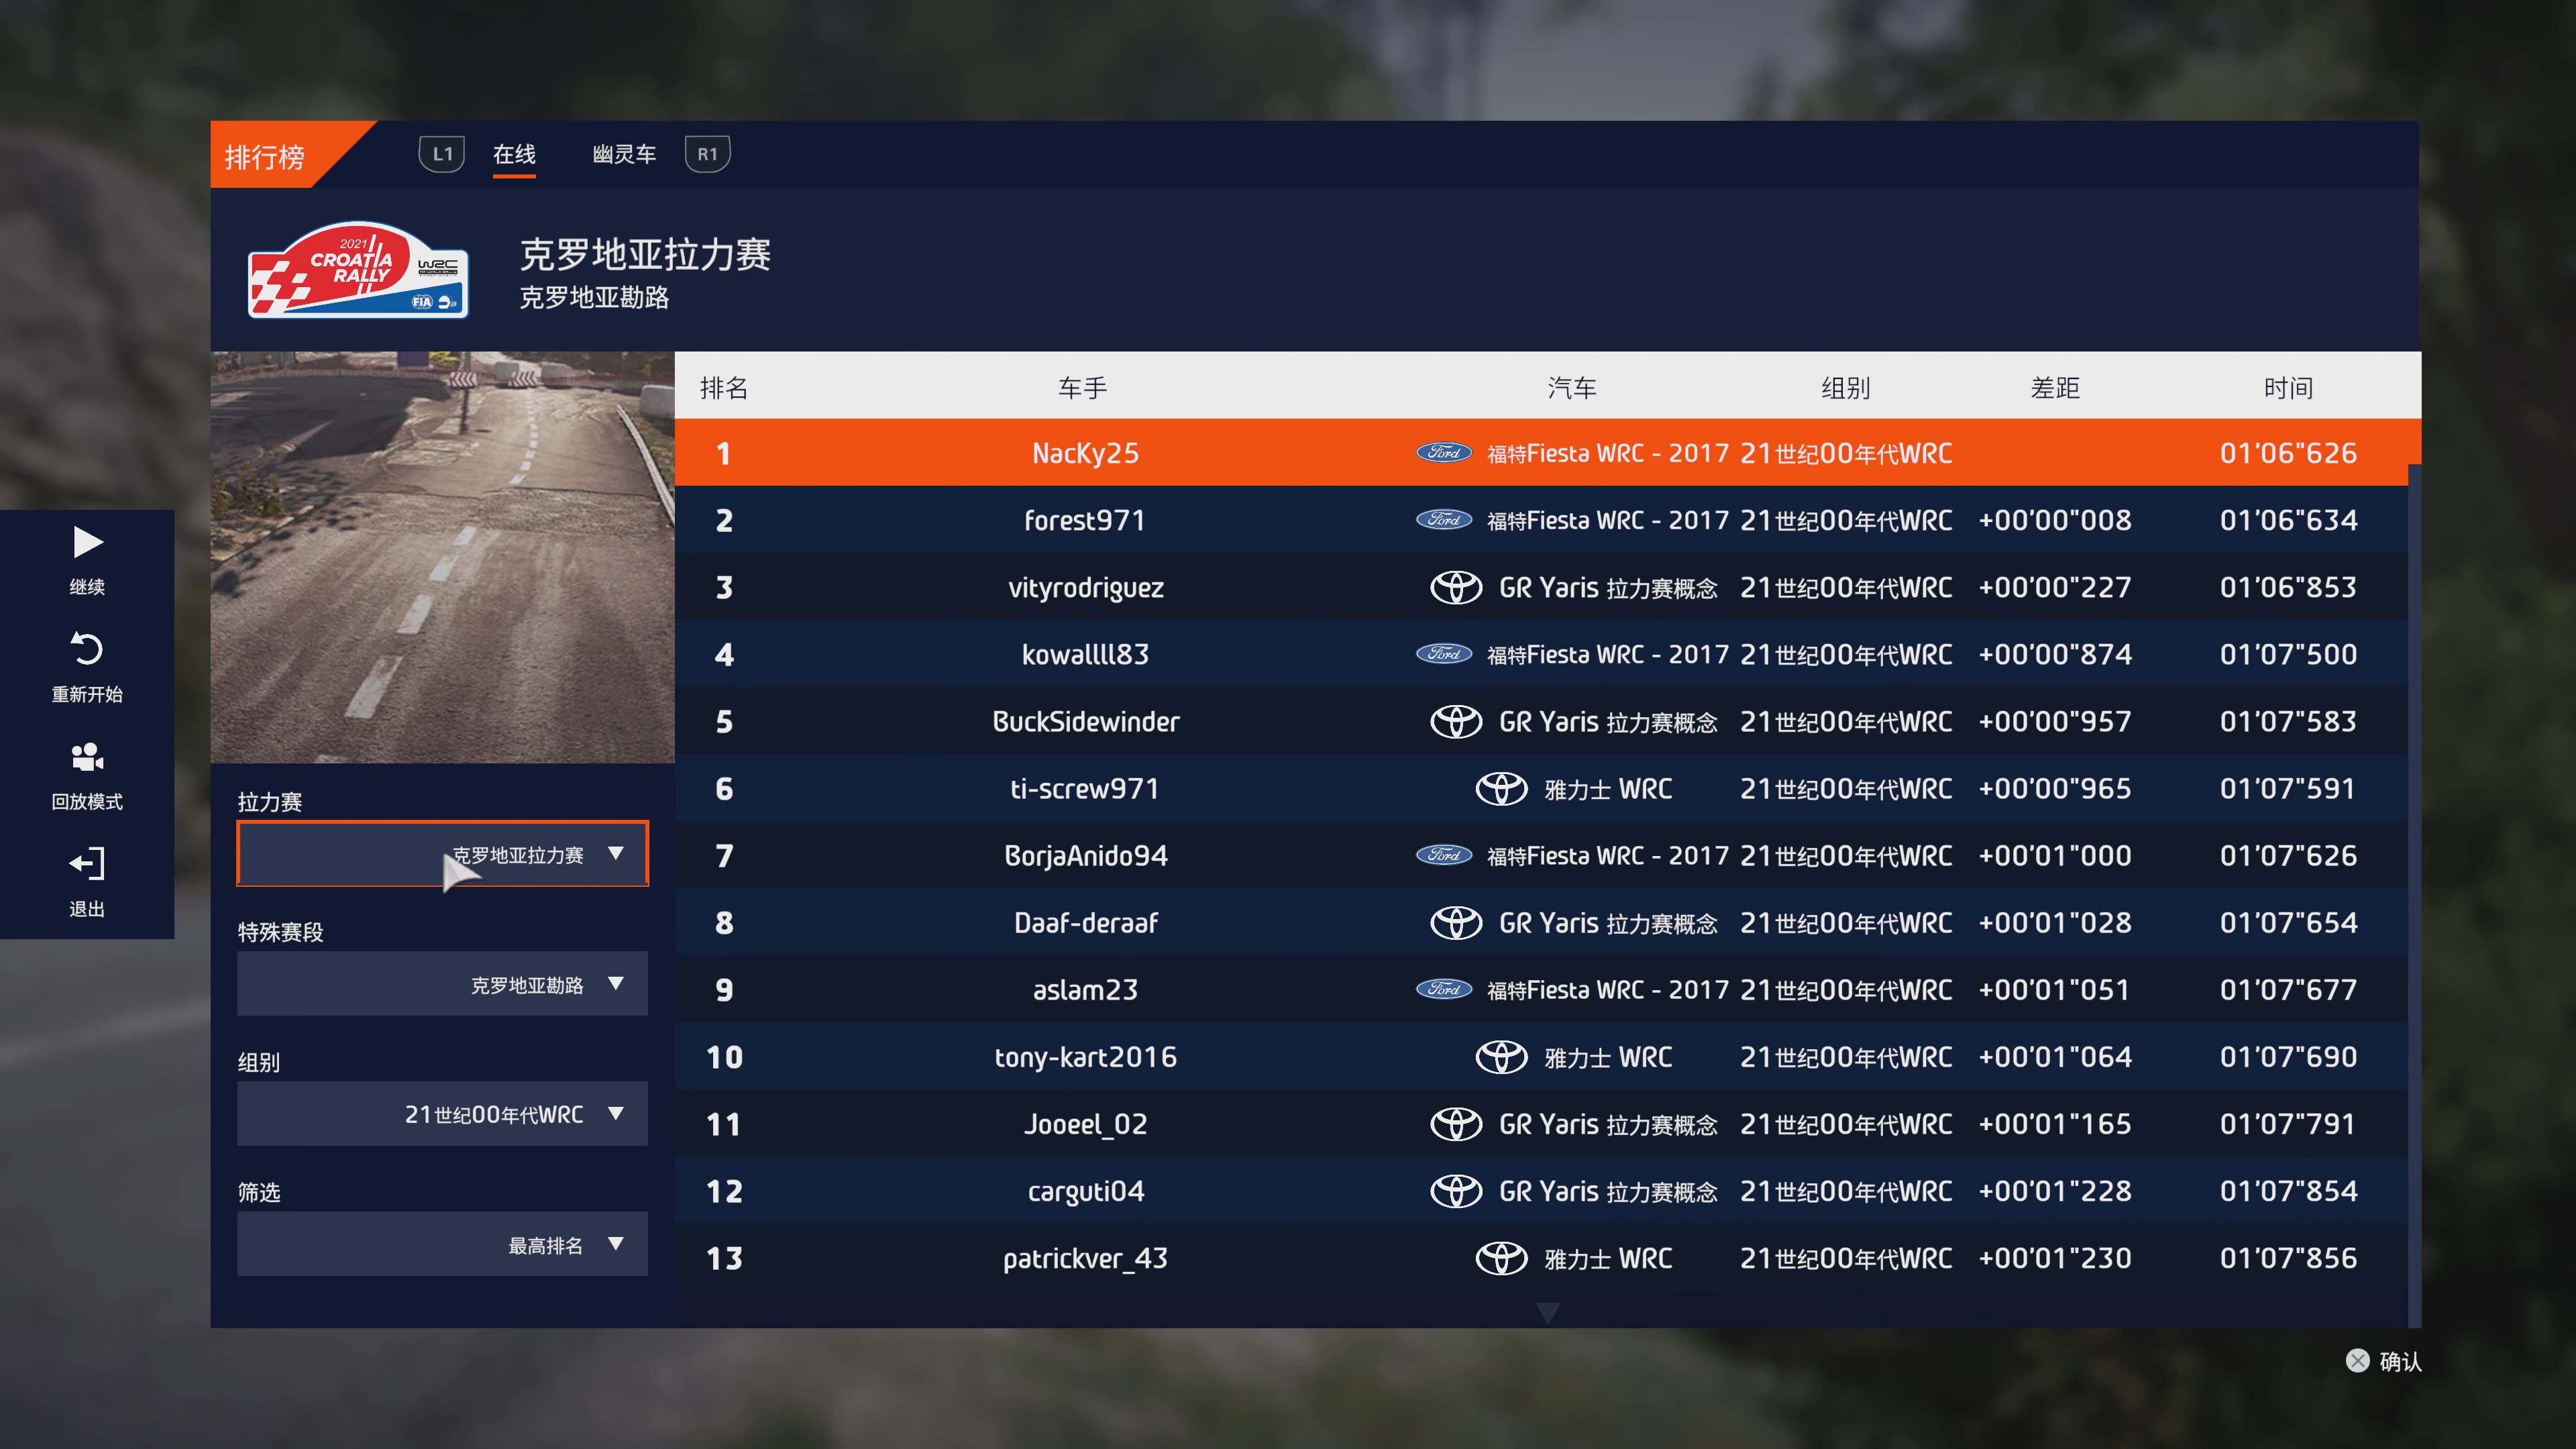 排行榜 L1 在线 幽灵车 R1
2021
CROATIA
RALLY
WRC
FIA
克罗地亚拉力赛
克罗地亚勘路
继续
重新开始
回放模式
退出
拉力赛
克罗地亚拉力赛
特殊赛段
克罗地亚勘路
组别
21世纪00年代WRC
筛选
最高排名
排名 车手 汽车 组别 差距 时间
1 NacKy25 Ford 福特Fiesta WRC - 2017 21世纪00年代WRC 01'06"626
2 forest971 Ford 福特Fiesta WRC - 2017 21世纪00年代WRC +00'00"008 01'06"634
3 vityrodriguez GR Yaris 拉力赛概念 21世纪00年代WRC +00'00"227 01'06"853
4 kowallll83 Ford 福特Fiesta WRC - 2017 21世纪00年代WRC +00'00"874 01'07"500
5 BuckSidewinder GR Yaris 拉力赛概念 21世纪00年代WRC +00'00"957 01'07"583
6 ti-screw971 雅力士 WRC 21世纪00年代WRC +00'00"965 01'07"591
7 BorjaAnido94 Ford 福特Fiesta WRC - 2017 21世纪00年代WRC +00'01"000 01'07"626
8 Daaf-deraaf GR Yaris 拉力赛概念 21世纪00年代WRC +00'01"028 01'07"654
9 aslam23 Ford 福特Fiesta WRC - 2017 21世纪00年代WRC +00'01"051 01'07"677
10 tony-kart2016 雅力士 WRC 21世纪00年代WRC +00'01"064 01'07"690
11 Jooeel_02 GR Yaris 拉力赛概念 21世纪00年代WRC +00'01"165 01'07"791
12 carguti04 GR Yaris 拉力赛概念 21世纪00年代WRC +00'01"228 01'07"854
13 patrickver_43 雅力士 WRC 21世纪00年代WRC +00'01"230 01'07"856
确认